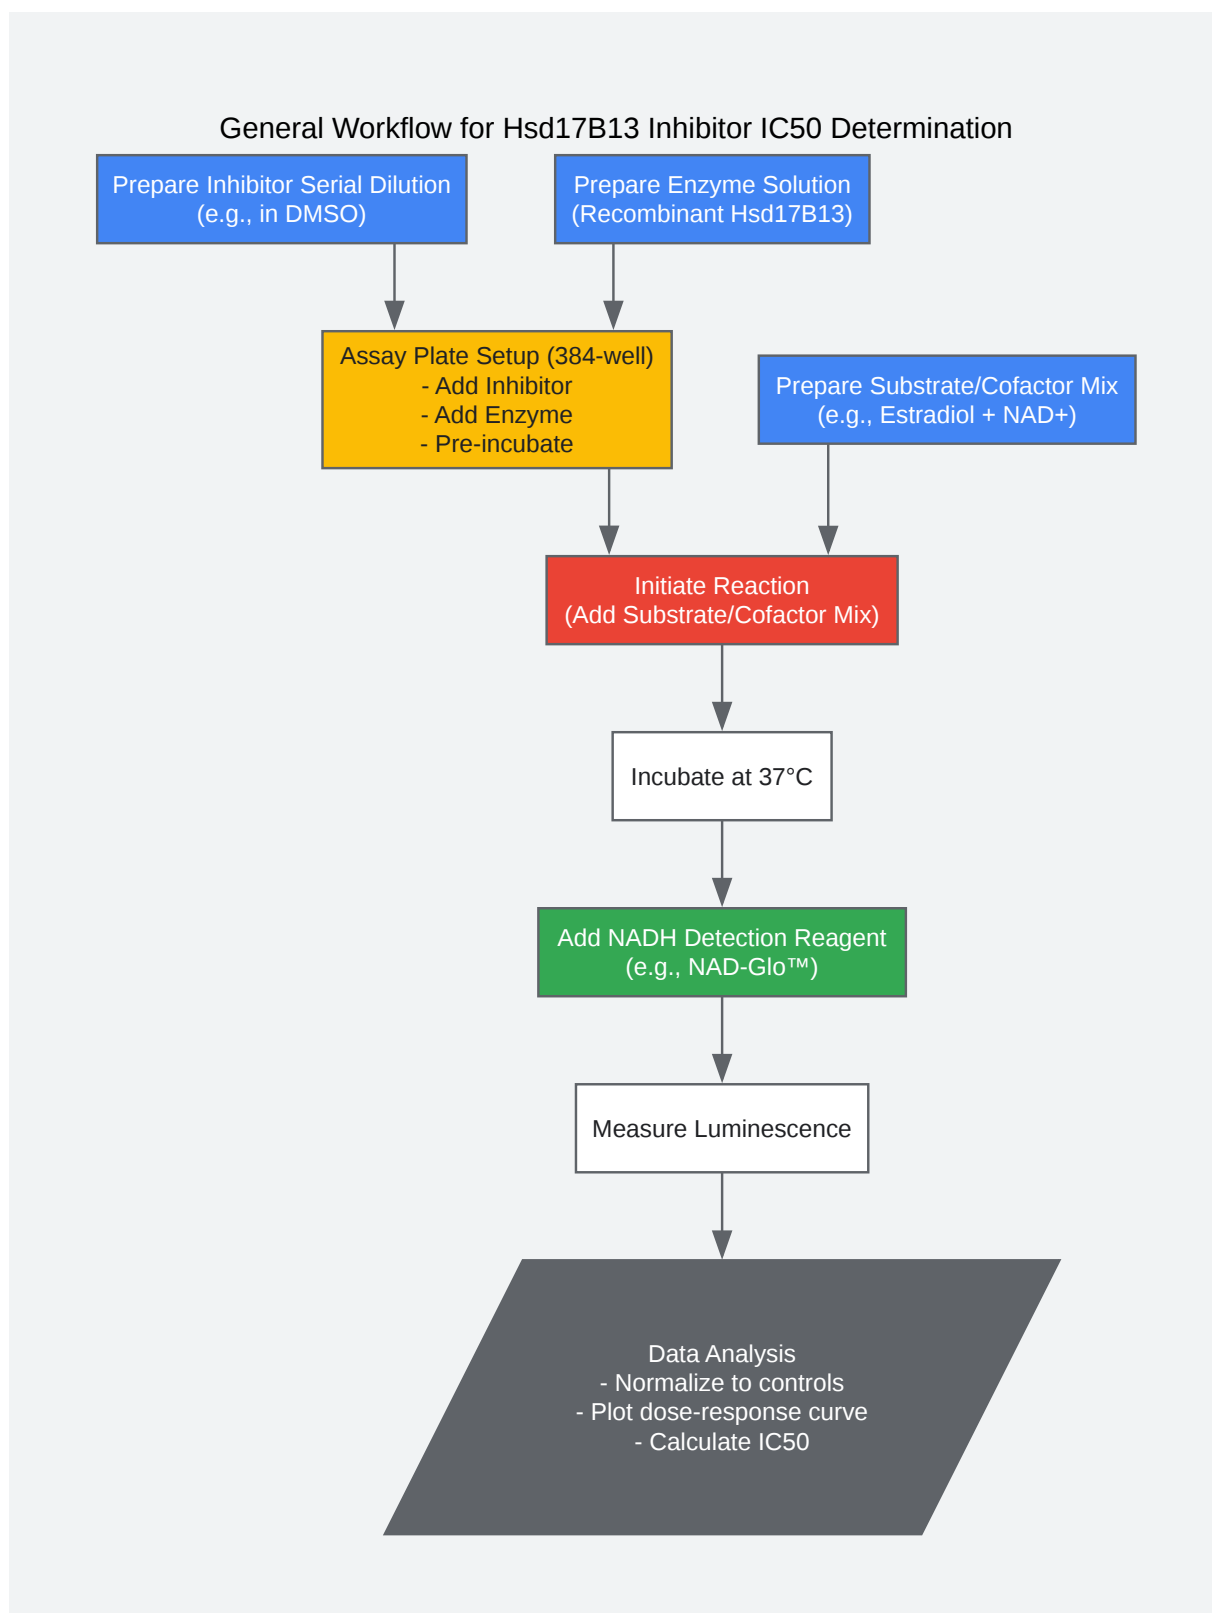 General Workflow for Hsd17B13 Inhibitor IC50 Determination
Prepare Inhibitor Serial Dilution
(e.g., in DMSO)
Prepare Enzyme Solution
(Recombinant Hsd17B13)
Assay Plate Setup (384-well)
- Add Inhibitor
- Add Enzyme
- Pre-incubate
Prepare Substrate/Cofactor Mix
(e.g., Estradiol + NAD+)
Initiate Reaction
(Add Substrate/Cofactor Mix)
Incubate at 37°C
Add NADH Detection Reagent
(e.g., NAD-Glo™)
Measure Luminescence
Data Analysis
- Normalize to controls
- Plot dose-response curve
- Calculate IC50